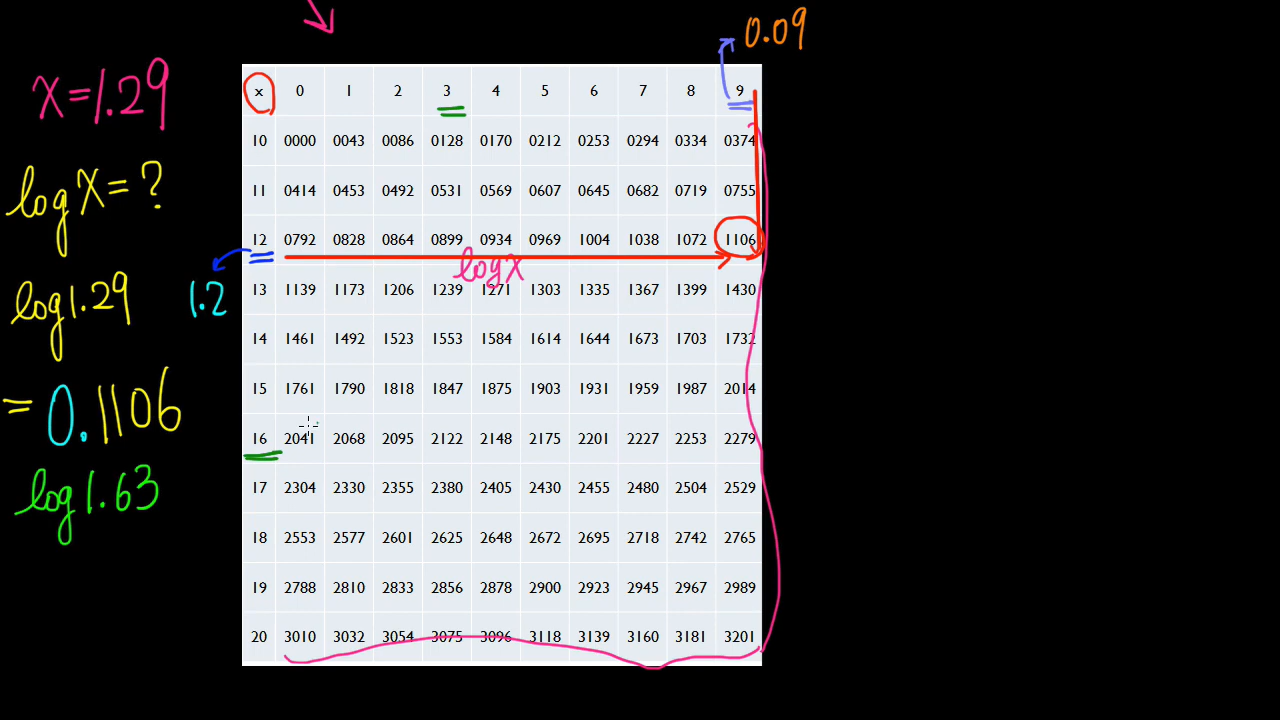 0.09
x=1.29
x 0 1 2 3 4 5 6 7 8 9
10 0000 0043 0086 0128 0170 0212 0253 0294 0334 0374
log x = ?
11 0414 0453 0492 0531 0569 0607 0645 0682 0719 0755
12 0792 0828 0864 0899 0934 0969 1004 1038 1072 1106
log x
log 1.29
1.2
13 1139 1173 1206 1239 1271 1303 1335 1367 1399 1430
14 1461 1492 1523 1553 1584 1614 1644 1673 1703 1732
= 0.1106
15 1761 1790 1818 1847 1875 1903 1931 1959 1987 2014
16 2041 2068 2095 2122 2148 2175 2201 2227 2253 2279
log 1.63
17 2304 2330 2355 2380 2405 2430 2455 2480 2504 2529
18 2553 2577 2601 2625 2648 2672 2695 2718 2742 2765
19 2788 2810 2833 2856 2878 2900 2923 2945 2967 2989
20 3010 3032 3054 3075 3096 3118 3139 3160 3181 3201